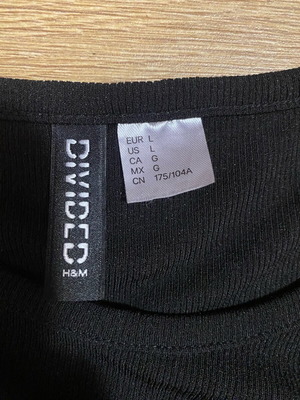 DIVIDED
H&M
EUR L
US L
CA G
MX G
CN 175/104A